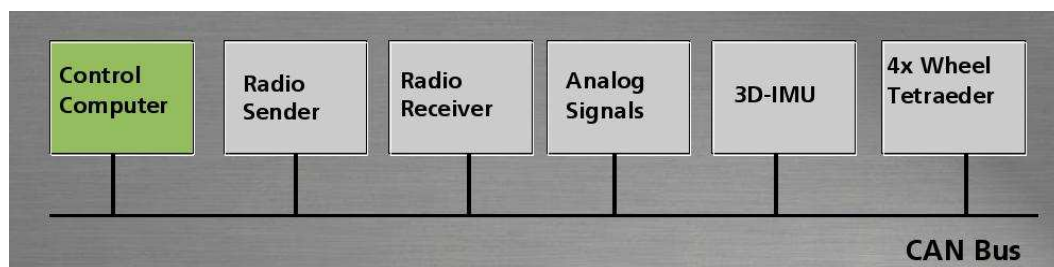 Control
Computer
Radio
Sender
Radio
Receiver
Analog
Signals
3D-IMU
4x Wheel
Tetraeder
CAN Bus